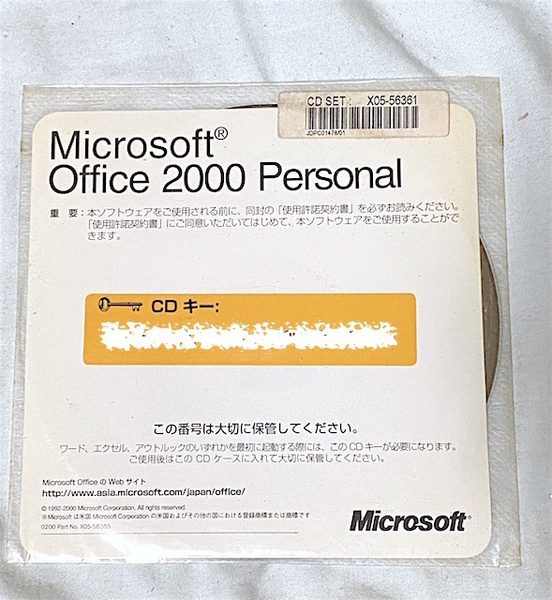 CD SET : X05-56361
JDPC01476/01
Microsoft®
Office 2000 Personal
重 要：本ソフトウェアをご使用される前に、同封の「使用許諾契約書」を必ずお読みください。
「使用許諾契約書」にご同意いただいてはじめて、本ソフトウェアをご使用することがで
きます。
CD キー:
この番号は大切に保管してください。
ワード、エクセル、アウトルックのいずれかを最初に起動する際には、この CD キーが必要になります。
ご使用後はこの CD ケースに入れて大切に保管してください。
Microsoft Office の Web サイト
http://www.asia.microsoft.com/japan/office/
© 1992-2000 Microsoft Corporation. All rights reserved.
※ Microsoft は米国 Microsoft Corporation の米国およびその他の国における登録商標または商標です
0200 Part No. X05-56365
Microsoft®